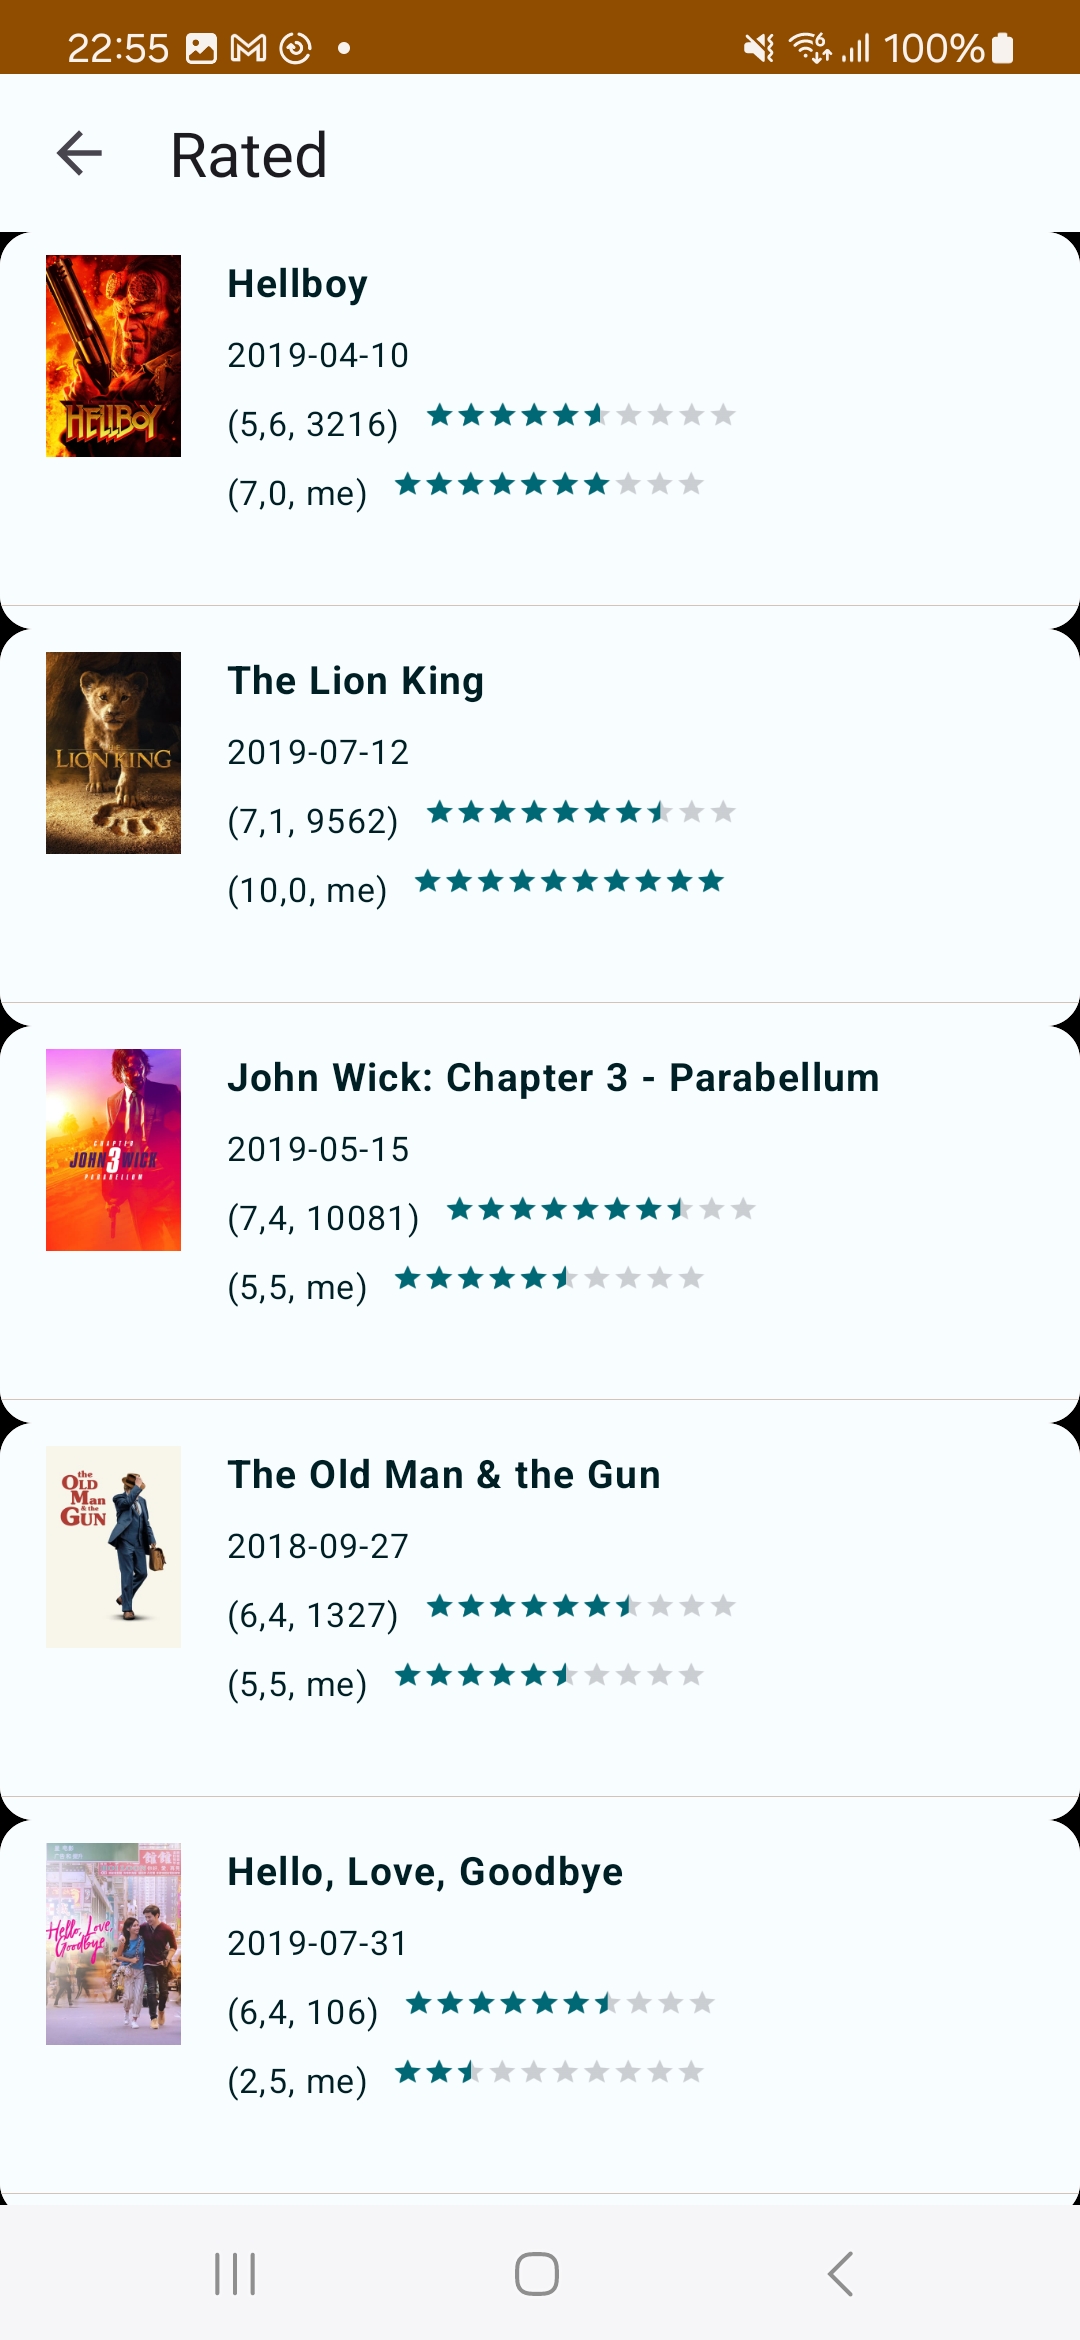 22:55 100%
Rated
HELLBOY
Hellboy
2019-04-10
(5,6, 3216)
(7,0, me)
THE
LION KING
The Lion King
2019-07-12
(7,1, 9562)
(10,0, me)
CHAPTER
JOHN 3 WICK
PARABELLUM
John Wick: Chapter 3 - Parabellum
2019-05-15
(7,4, 10081)
(5,5, me)
the
OLD
Man
& the
GUN
The Old Man & the Gun
2018-09-27
(6,4, 1327)
(5,5, me)
Hello, Love,
Goodbye
Hello, Love, Goodbye
2019-07-31
(6,4, 106)
(2,5, me)